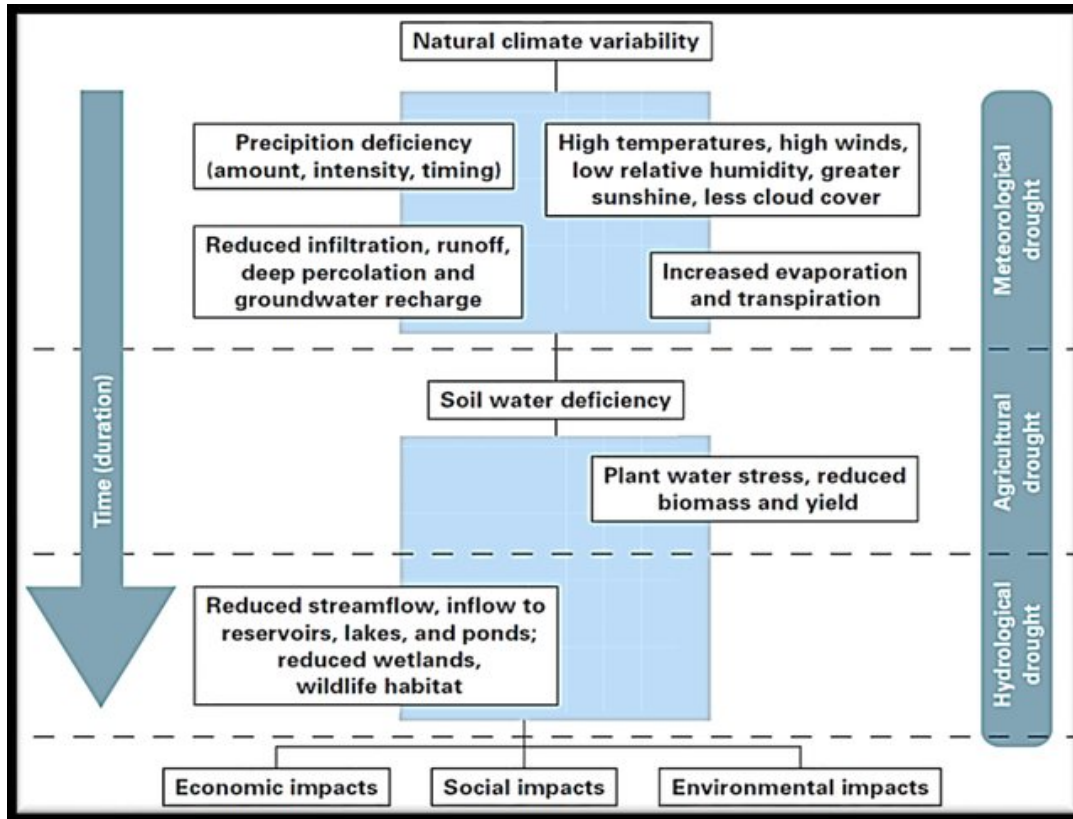 Natural climate variability
Precipition deficiency
(amount, intensity, timing)
High temperatures, high winds,
low relative humidity, greater
sunshine, less cloud cover
Reduced infiltration, runoff,
deep percolation and
groundwater recharge
Increased evaporation
and transpiration
Meteorological
drought
Time (duration)
Soil water deficiency
Plant water stress, reduced
biomass and yield
Agricultural
drought
Reduced streamflow, inflow to
reservoirs, lakes, and ponds;
reduced wetlands,
wildlife habitat
Hydrological
drought
Economic impacts
Social impacts
Environmental impacts